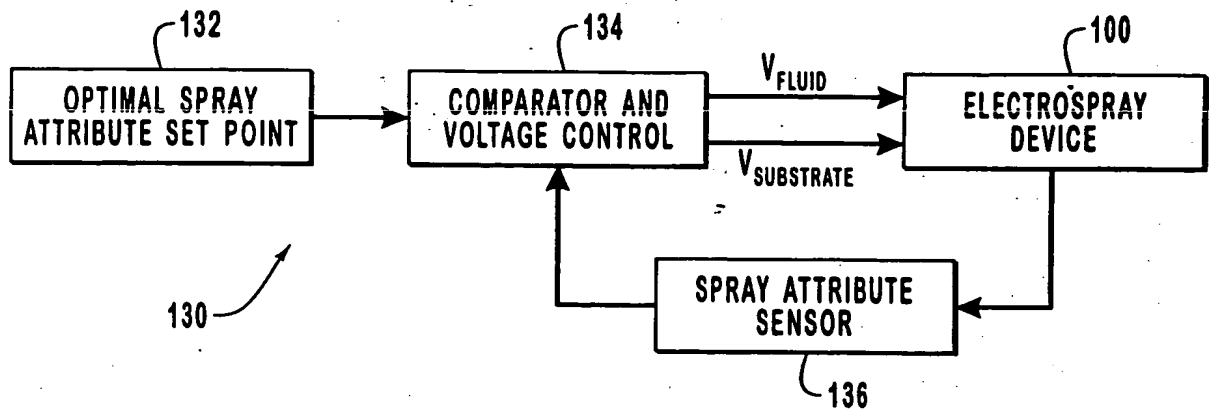 132
134
100
OPTIMAL SPRAY
ATTRIBUTE SET POINT
COMPARATOR AND
VOLTAGE CONTROL
VFLUID
VSUBSTRATE
ELECTROSPRAY
DEVICE
SPRAY ATTRIBUTE
SENSOR
130
136